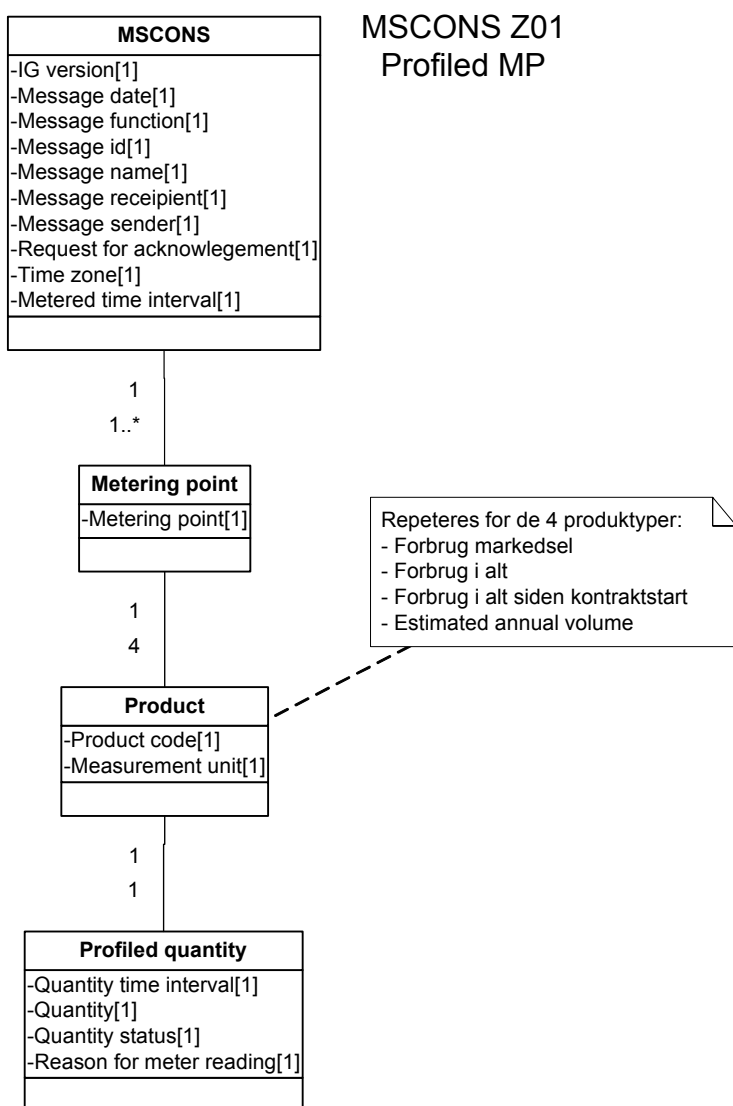 MSCONS Z01
Profiled MP
MSCONS
-IG version[1]
-Message date[1]
-Message function[1]
-Message id[1]
-Message name[1]
-Message receipient[1]
-Message sender[1]
-Request for acknowlegement[1]
-Time zone[1]
-Metered time interval[1]
1
1..*
Metering point
-Metering point[1]
1
4
Repeteres for de 4 produktyper:
- Forbrug markedsel
- Forbrug i alt
- Forbrug i alt siden kontraktstart
- Estimated annual volume
Product
-Product code[1]
-Measurement unit[1]
1
1
Profiled quantity
-Quantity time interval[1]
-Quantity[1]
-Quantity status[1]
-Reason for meter reading[1]